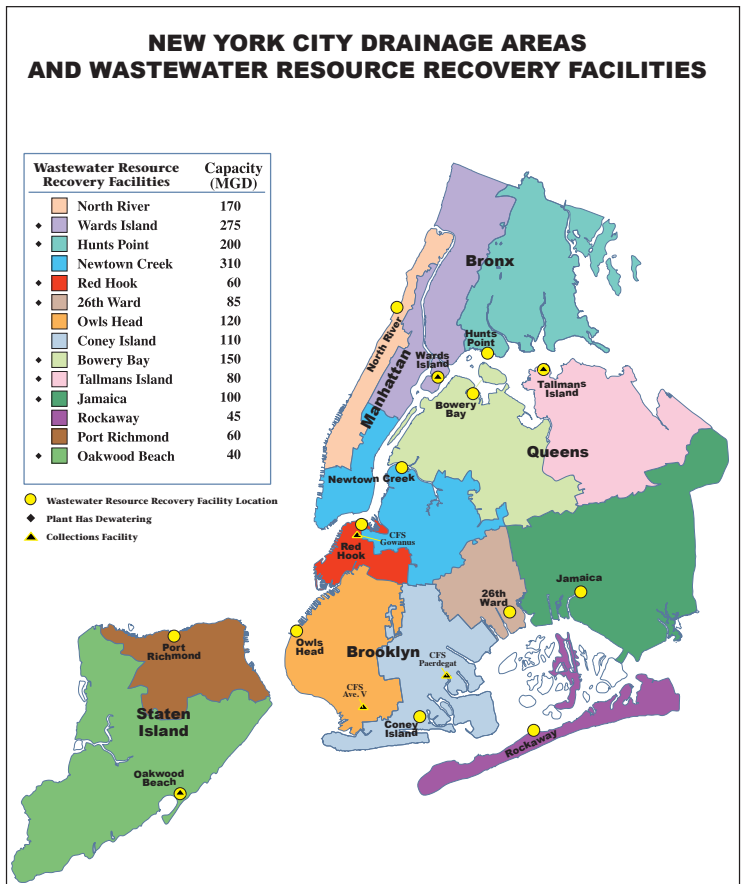 NEW YORK CITY DRAINAGE AREAS
AND WASTEWATER RESOURCE RECOVERY FACILITIES
Wastewater Resource Recovery Facilities Capacity (MGD)
North River 170
Wards Island 275
Hunts Point 200
Newtown Creek 310
Red Hook 60
26th Ward 85
Owls Head 120
Coney Island 110
Bowery Bay 150
Tallmans Island 80
Jamaica 100
Rockaway 45
Port Richmond 60
Oakwood Beach 40
Wastewater Resource Recovery Facility Location
Plant Has Dewatering
Collections Facility
Bronx
North River
Manhattan
Hunts
Point
Wards
Island
Tallmans
Island
Bowery
Bay
Queens
Newtown Creek
CFS
Gowanus
Red
Hook
Jamaica
26th
Ward
Owls
Head
Brooklyn
CFS
Paerdegat
CFS
Ave. V
Coney
Island
Rockaway
Port
Richmond
Staten
Island
Oakwood
Beach